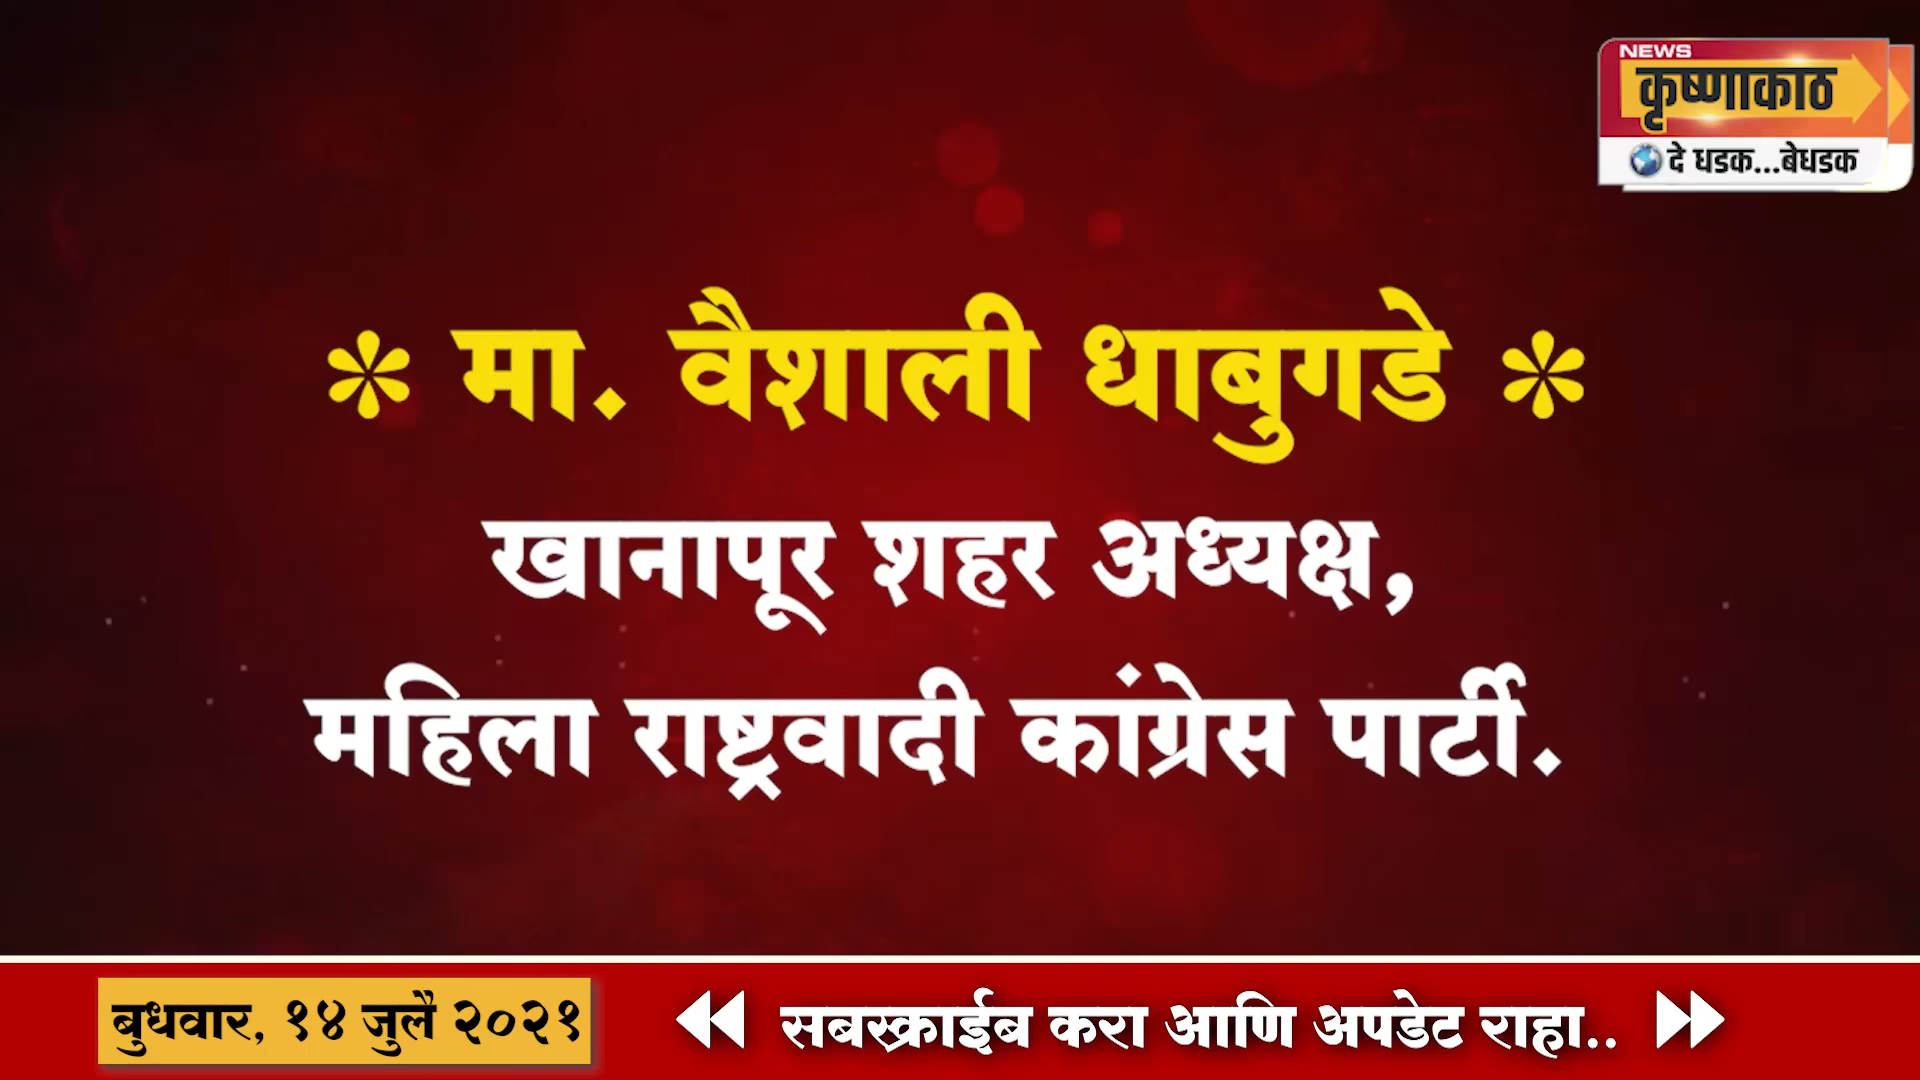 NEWS
कृष्णाकाठ
दे धडक...बेधडक
* मा. वैशाली धाबुगडे *
खानापूर शहर अध्यक्ष,
महिला राष्ट्रवादी कांग्रेस पार्टी.
बुधवार, १४ जुलै २०२१
सबस्क्राईब करा आणि अपडेट राहा..